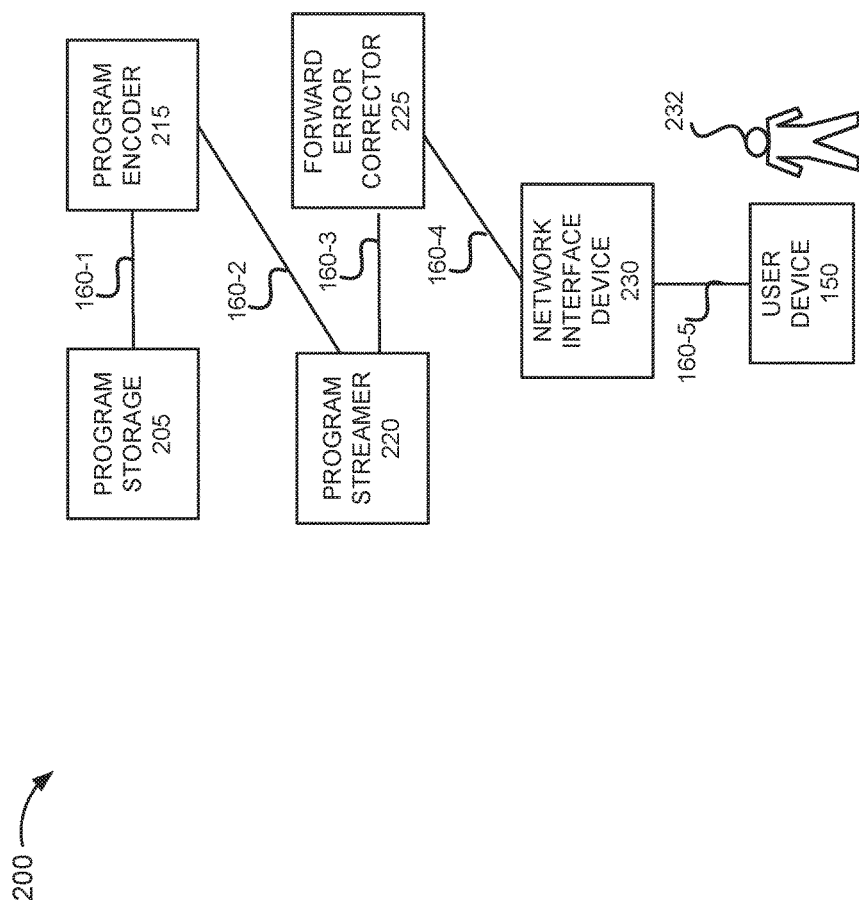 200
PROGRAM
STORAGE
205
160-1
PROGRAM
ENCODER
215
160-2
PROGRAM
STREAMER
220
160-3
FORWARD
ERROR
CORRECTOR
225
160-4
NETWORK
INTERFACE
DEVICE
230
160-5
USER
DEVICE
150
232